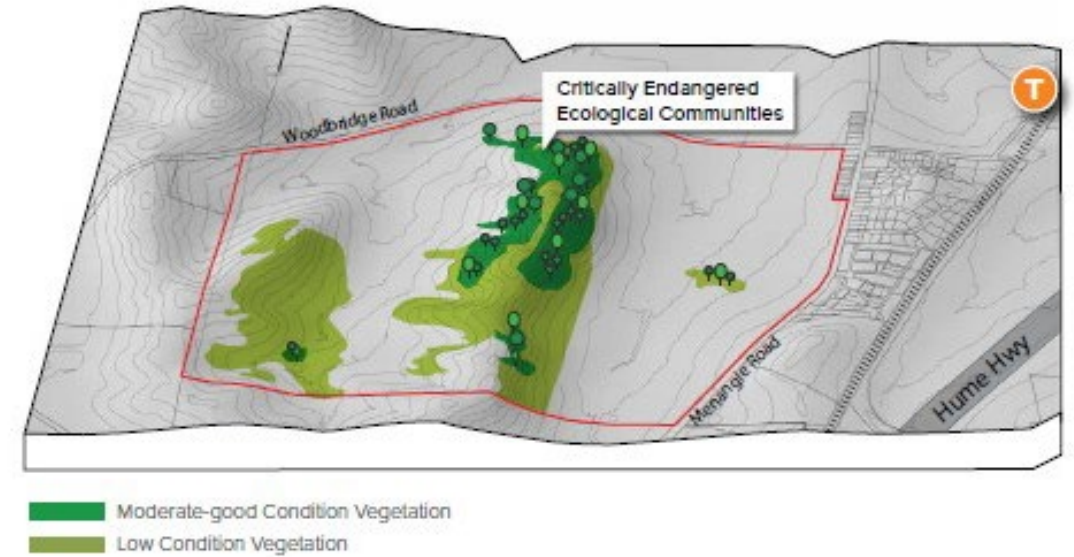 T
Critically Endangered
Ecological Communities
Woodbridge Road
Menangle Road
Hume Hwy
Moderate-good Condition Vegetation
Low Condition Vegetation